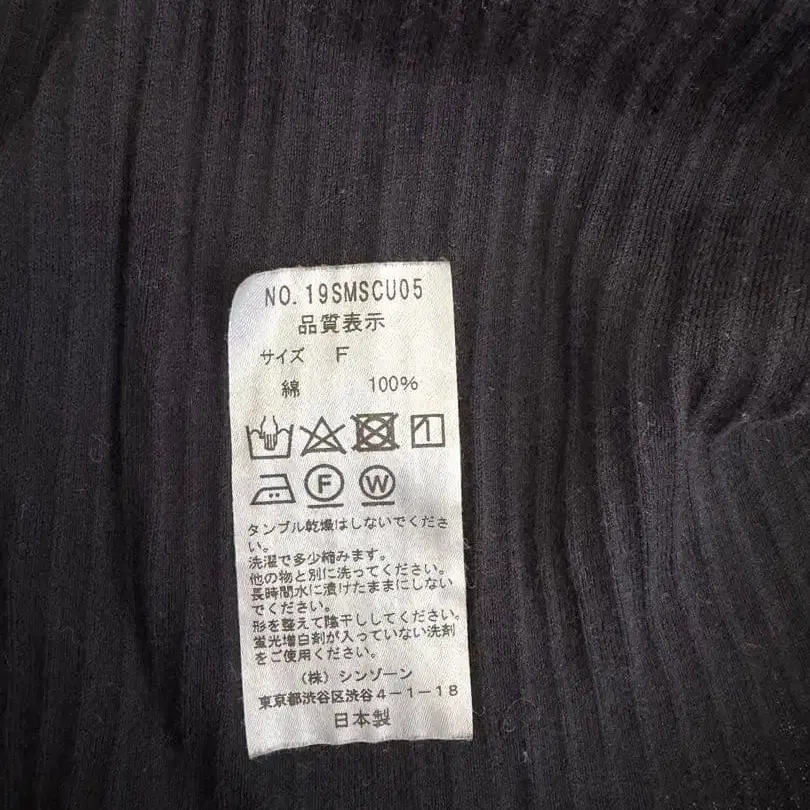 NO. 19SMSCU05
品質表示
サイズ F
綿 100%
F W
タンブル乾燥はしないでくださ
い。
洗濯で多少縮みます。
他の物と別に洗ってください。
長時間水に漬けたままにしない
でください。
形を整えて陰干ししてください。
蛍光増白剤が入っていない洗剤
をご使用ください。
(株) シンゾーン
東京都渋谷区渋谷4-1-18
日本製